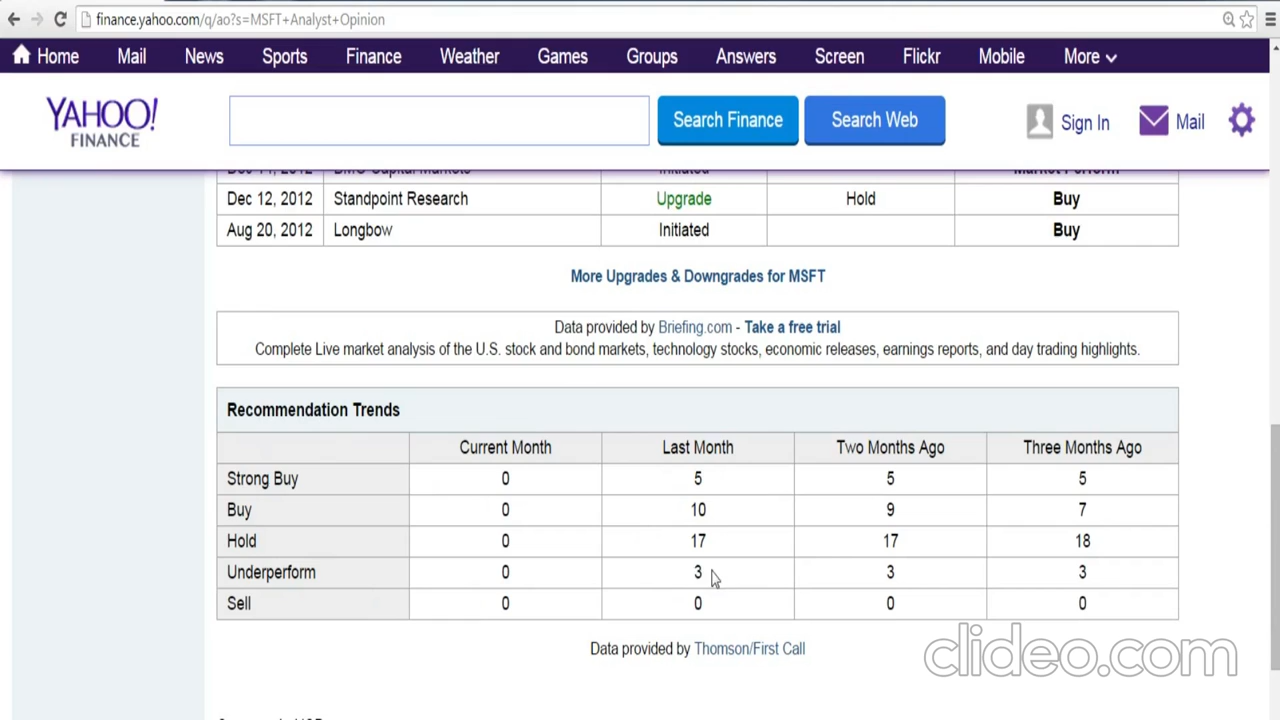 finance.yahoo.com/q/ao?s=MSFT+Analyst+Opinion
Home Mail News Sports Finance Weather Games Groups Answers Screen Flickr Mobile More
YAHOO! FINANCE
Search Finance Search Web Sign In Mail
Dec 12, 2012 Standpoint Research Upgrade Hold Buy
Aug 20, 2012 Longbow Initiated Buy
More Upgrades & Downgrades for MSFT
Data provided by Briefing.com - Take a free trial
Complete Live market analysis of the U.S. stock and bond markets, technology stocks, economic releases, earnings reports, and day trading highlights.
Recommendation Trends
Current Month Last Month Two Months Ago Three Months Ago
Strong Buy 0 5 5 5
Buy 0 10 9 7
Hold 0 17 17 18
Underperform 0 3 3 3
Sell 0 0 0 0
Data provided by Thomson/First Call
clideo.com